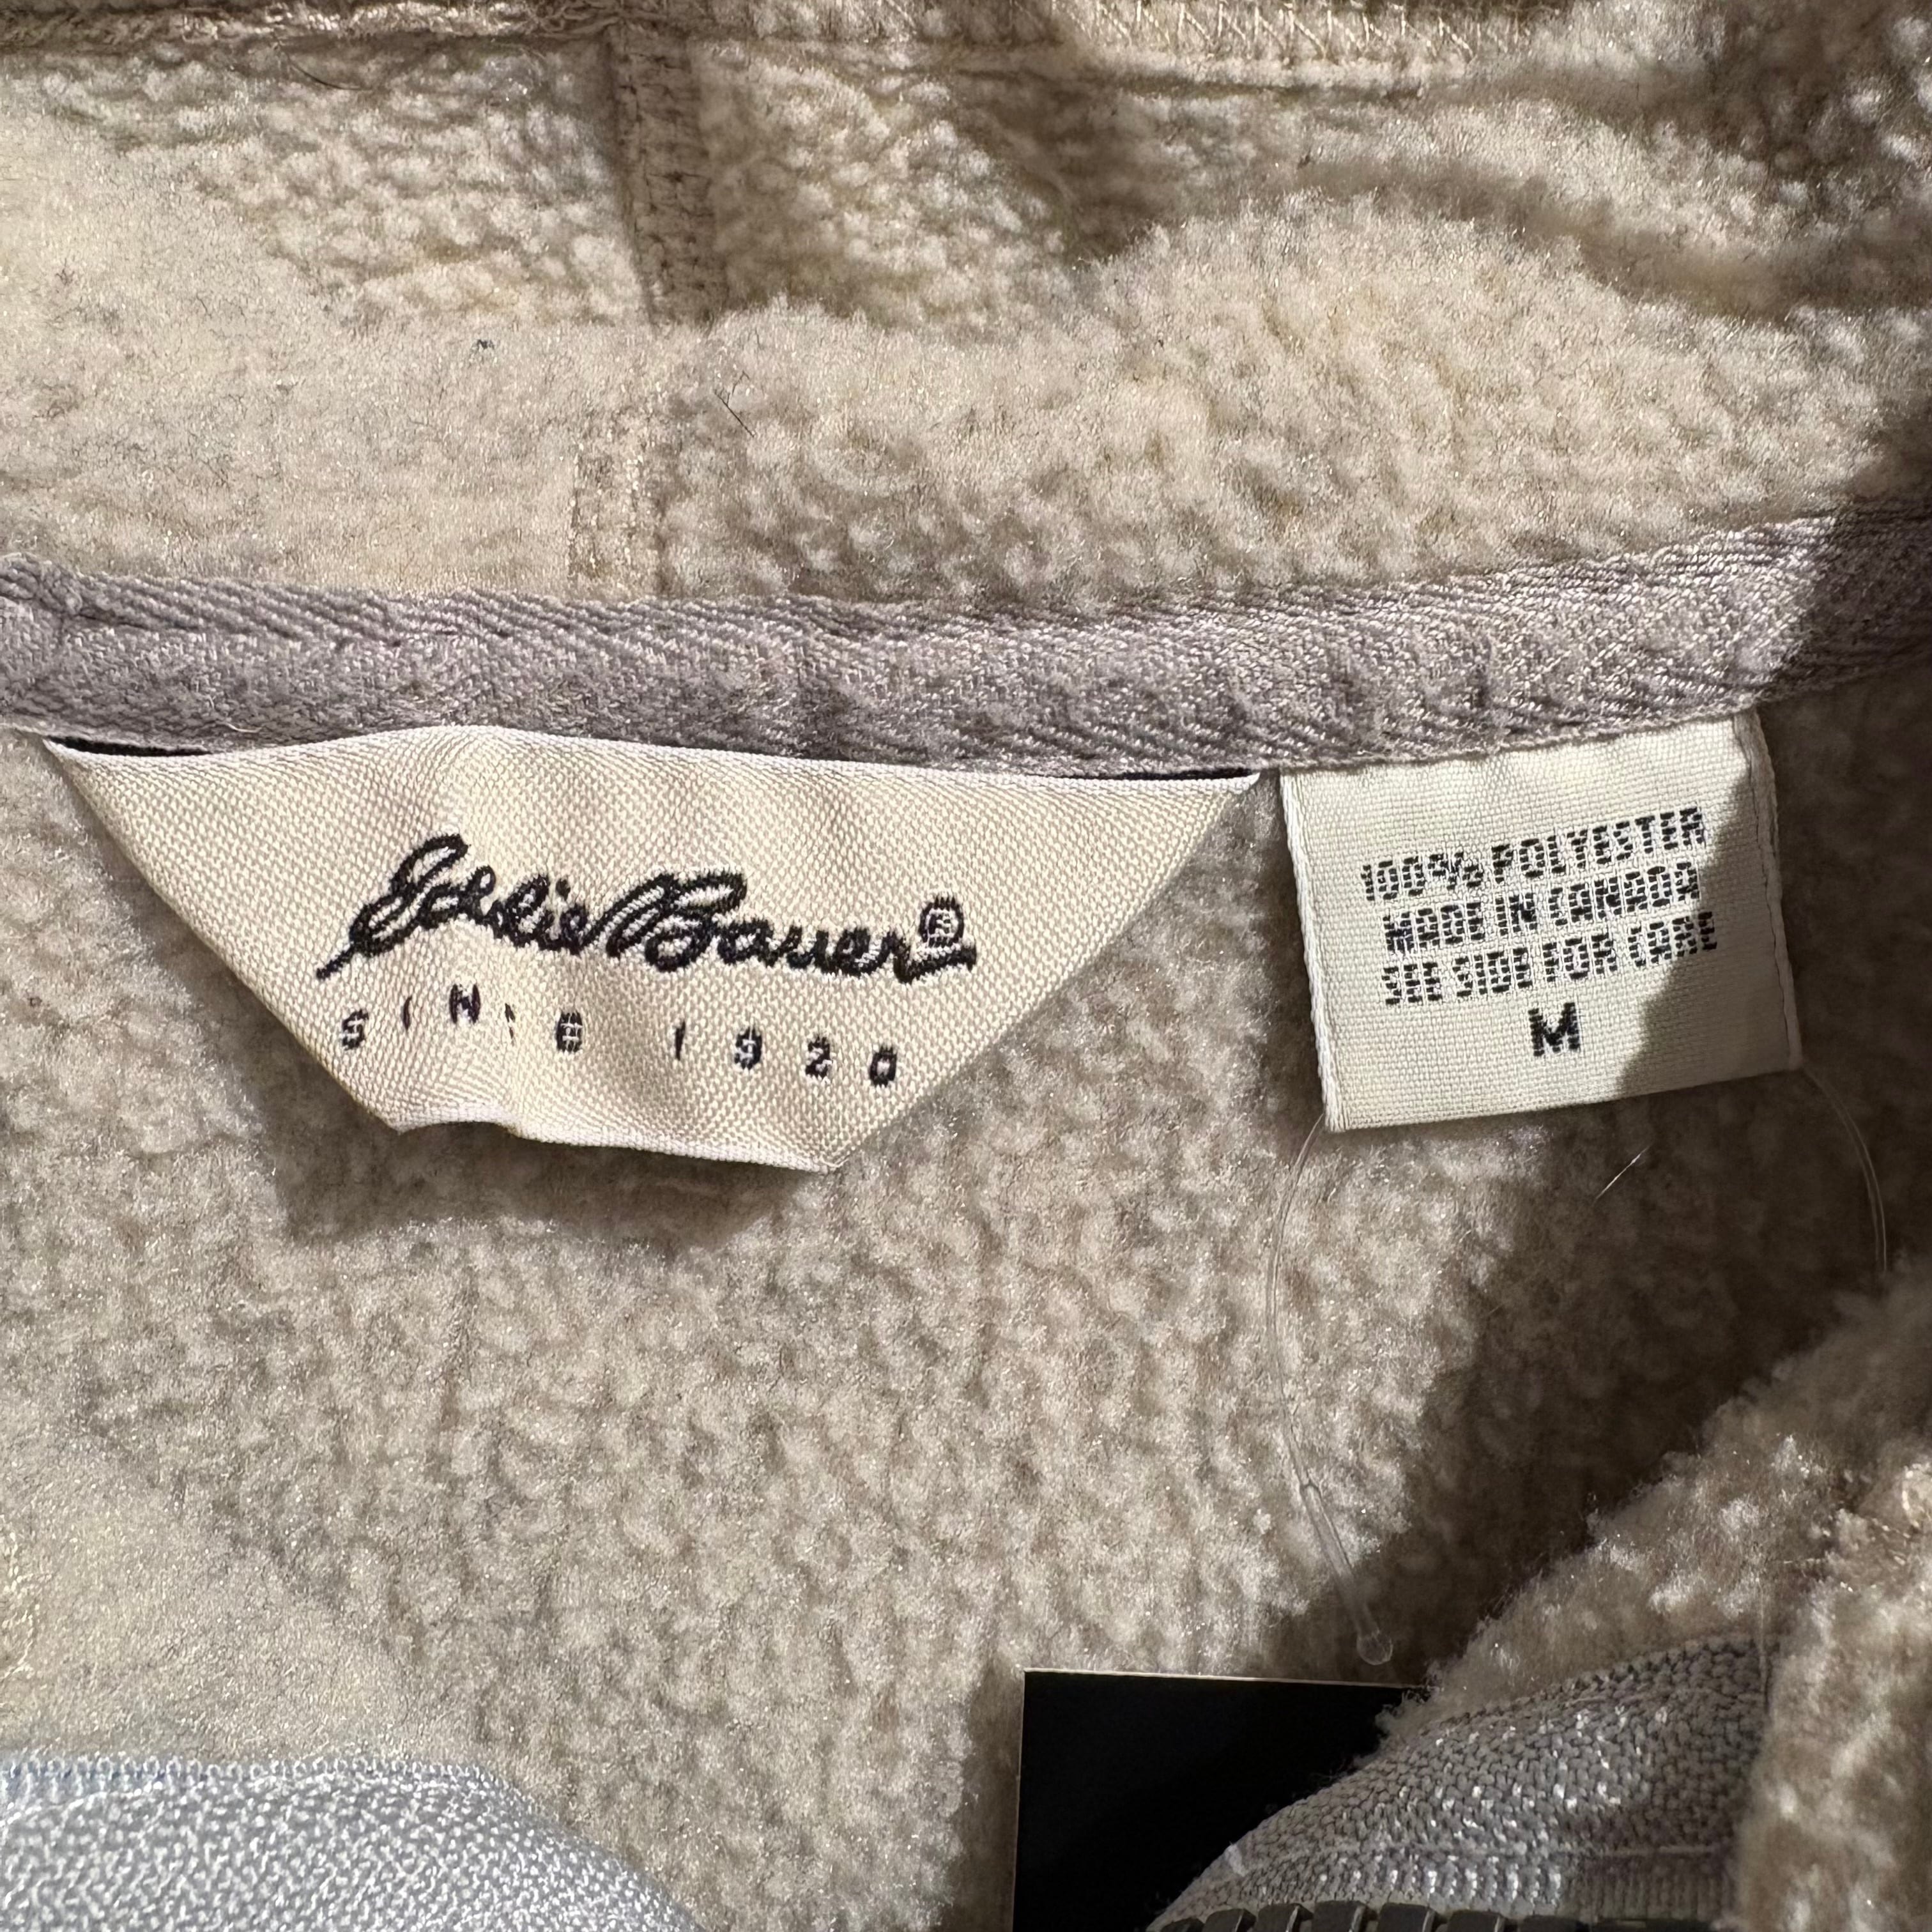 Eddie Bauer®
SINCE 1920
100% POLYESTER
MADE IN CANADA
SEE SIDE FOR CARE
M